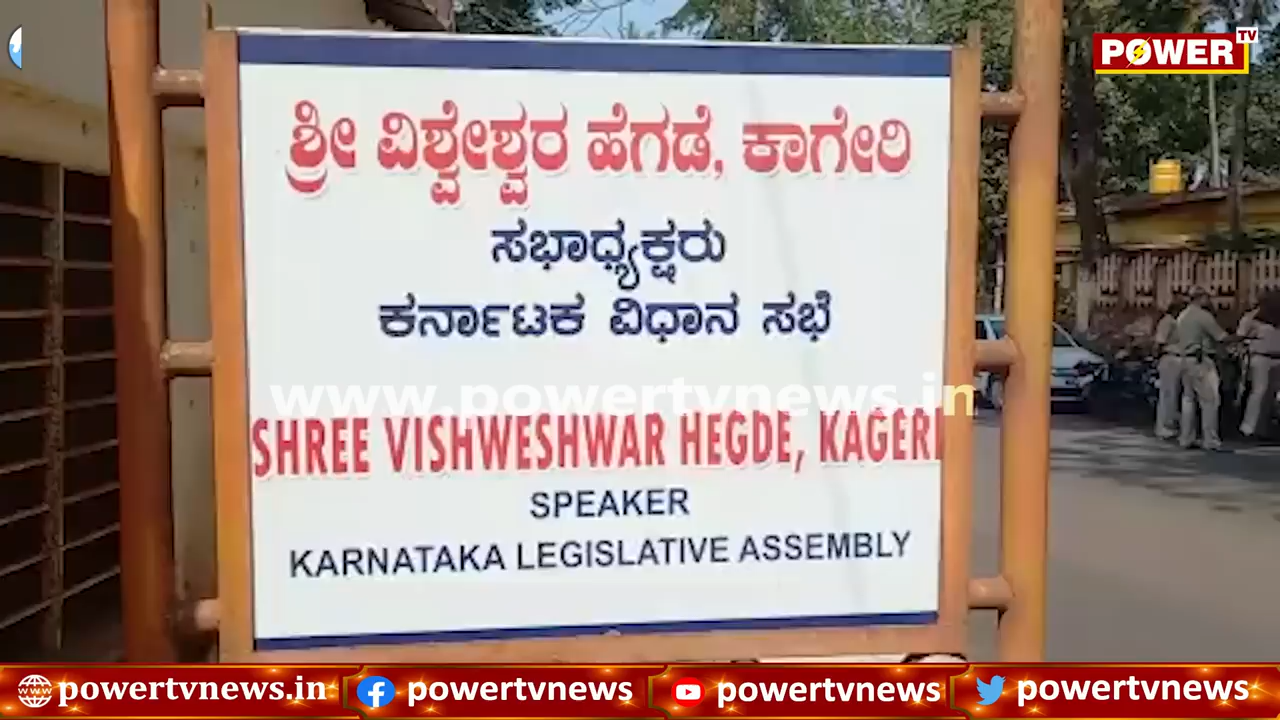 POWER TV
ಶ್ರೀ ವಿಶ್ವೇಶ್ವರ ಹೆಗಡೆ, ಕಾಗೇರಿ
ಸಭಾಧ್ಯಕ್ಷರು
ಕರ್ನಾಟಕ ವಿಧಾನ ಸಭೆ
www.powertvnews.in
SHREE VISHWESHWAR HEGDE, KAGERI
SPEAKER
KARNATAKA LEGISLATIVE ASSEMBLY
powertvnews.in powertvnews powertvnews powertvnews